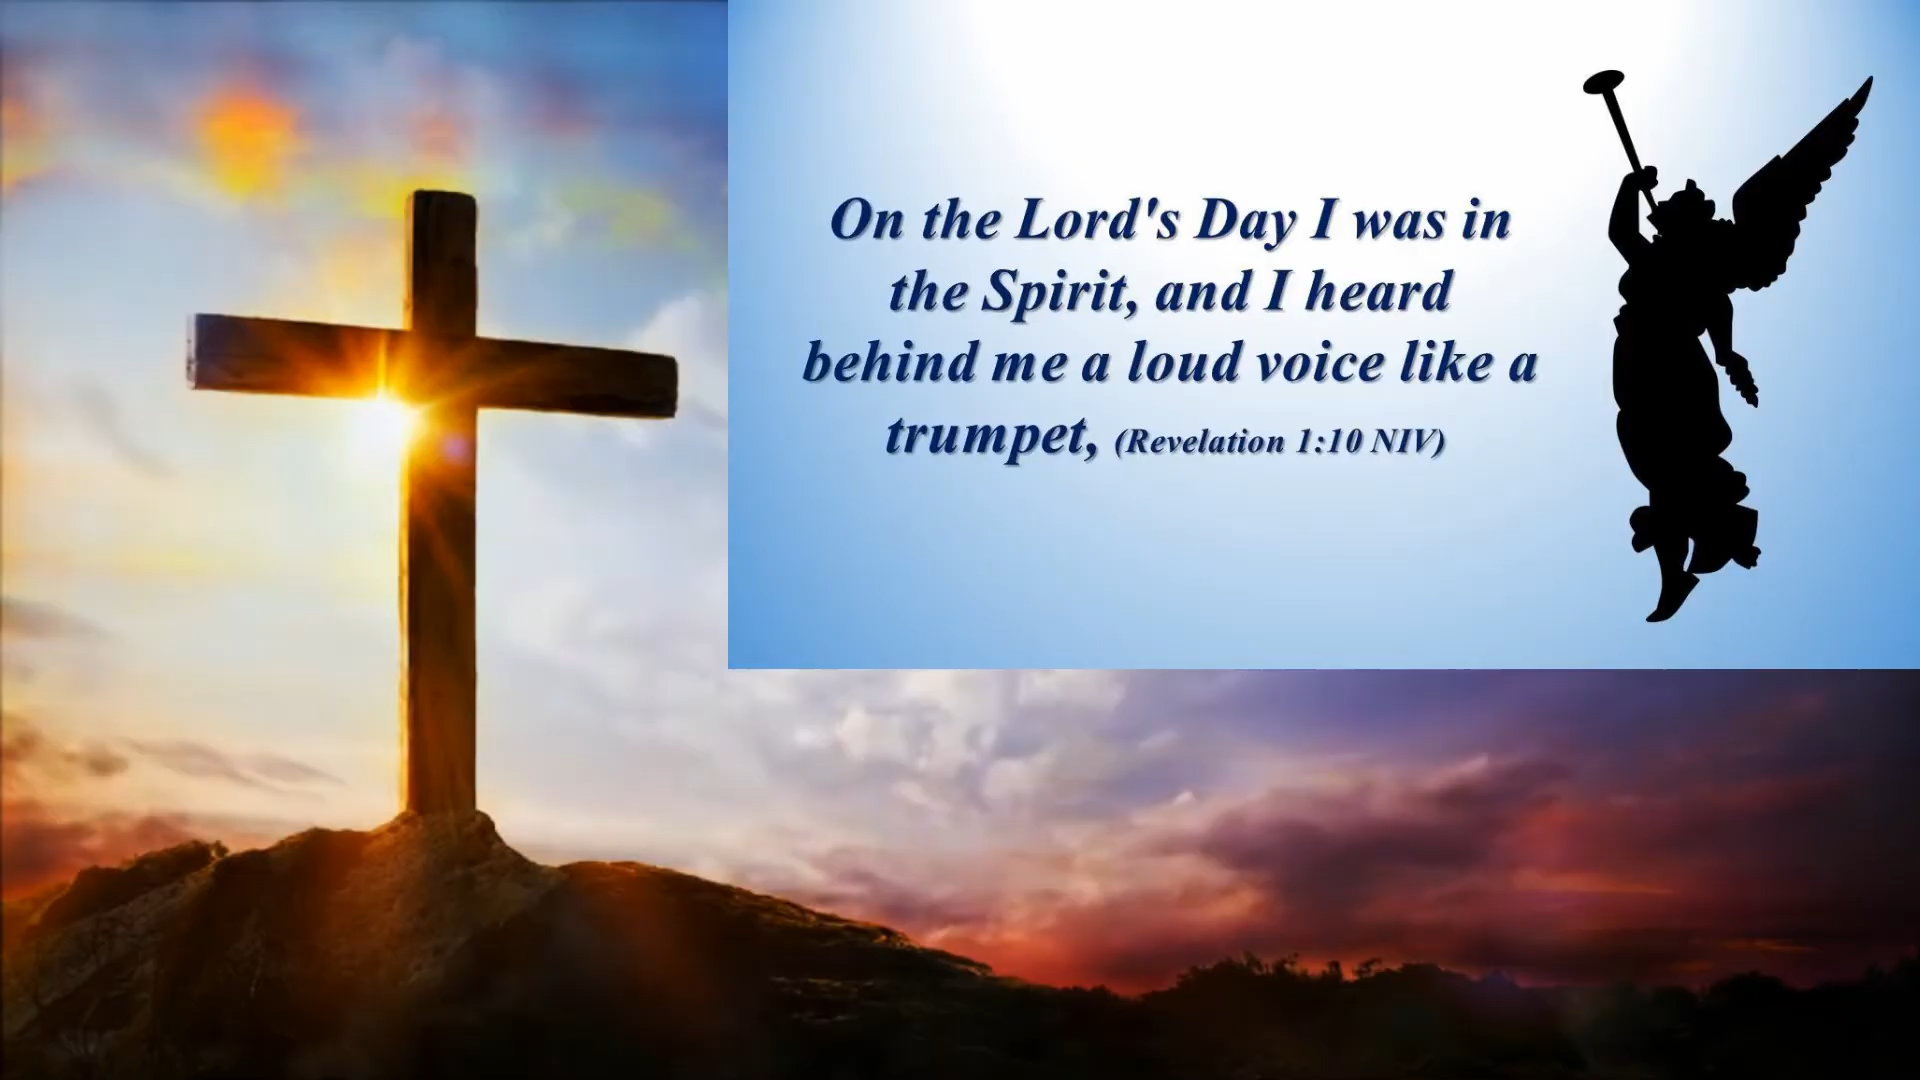 On the Lord's Day I was in
the Spirit, and I heard
behind me a loud voice like a
trumpet, (Revelation 1:10 NIV)